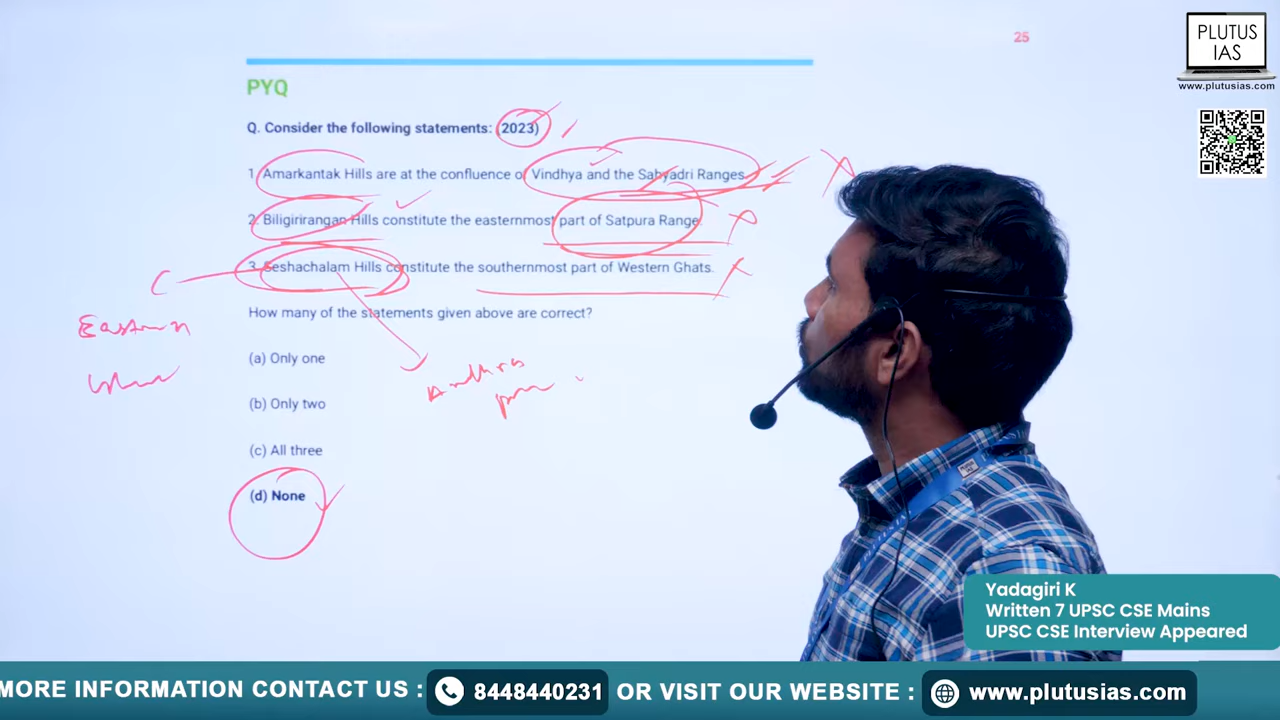 25
PLUTUS
IAS
www.plutusias.com
PYQ
Q. Consider the following statements: (2023)
1. Amarkantak Hills are at the confluence of Vindhya and the Sahyadri Ranges.
2. Biligirirangan Hills constitute the easternmost part of Satpura Range.
3. Seshachalam Hills constitute the southernmost part of Western Ghats.
How many of the statements given above are correct?
Eastern
(a) Only one
Andhra
(b) Only two
(c) All three
(d) None
Yadagiri K
Written 7 UPSC CSE Mains
UPSC CSE Interview Appeared
MORE INFORMATION CONTACT US : 8448440231 OR VISIT OUR WEBSITE : www.plutusias.com